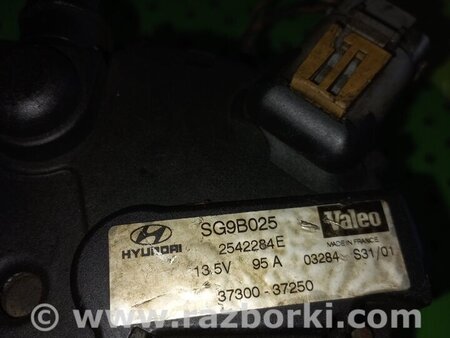 SG9B025
Valeo
HYUNDAI
2542284E
MADE IN FRANCE
13.5V 95 A
03284 S31/01
37300 - 37250
© www.razborki.com